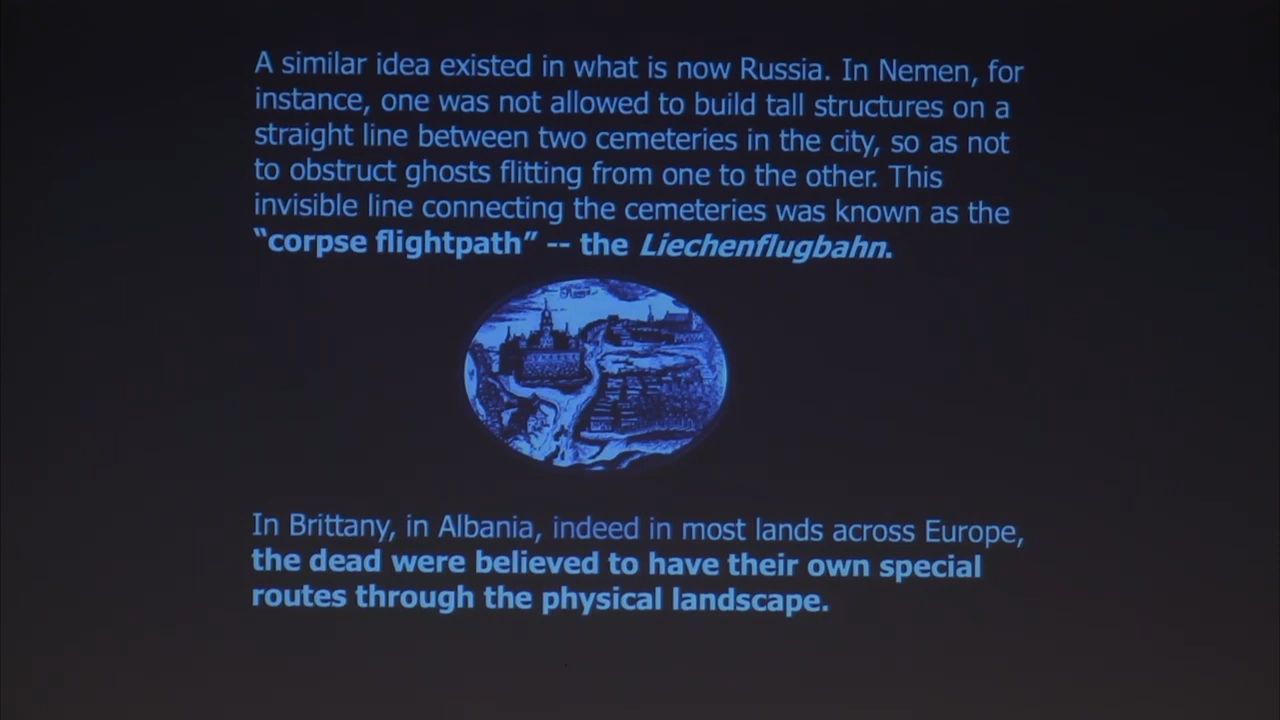 A similar idea existed in what is now Russia. In Nemen, for
instance, one was not allowed to build tall structures on a
straight line between two cemeteries in the city, so as not
to obstruct ghosts flitting from one to the other. This
invisible line connecting the cemeteries was known as the
“corpse flightpath” -- the Liechenflugbahn.
In Brittany, in Albania, indeed in most lands across Europe,
the dead were believed to have their own special
routes through the physical landscape.